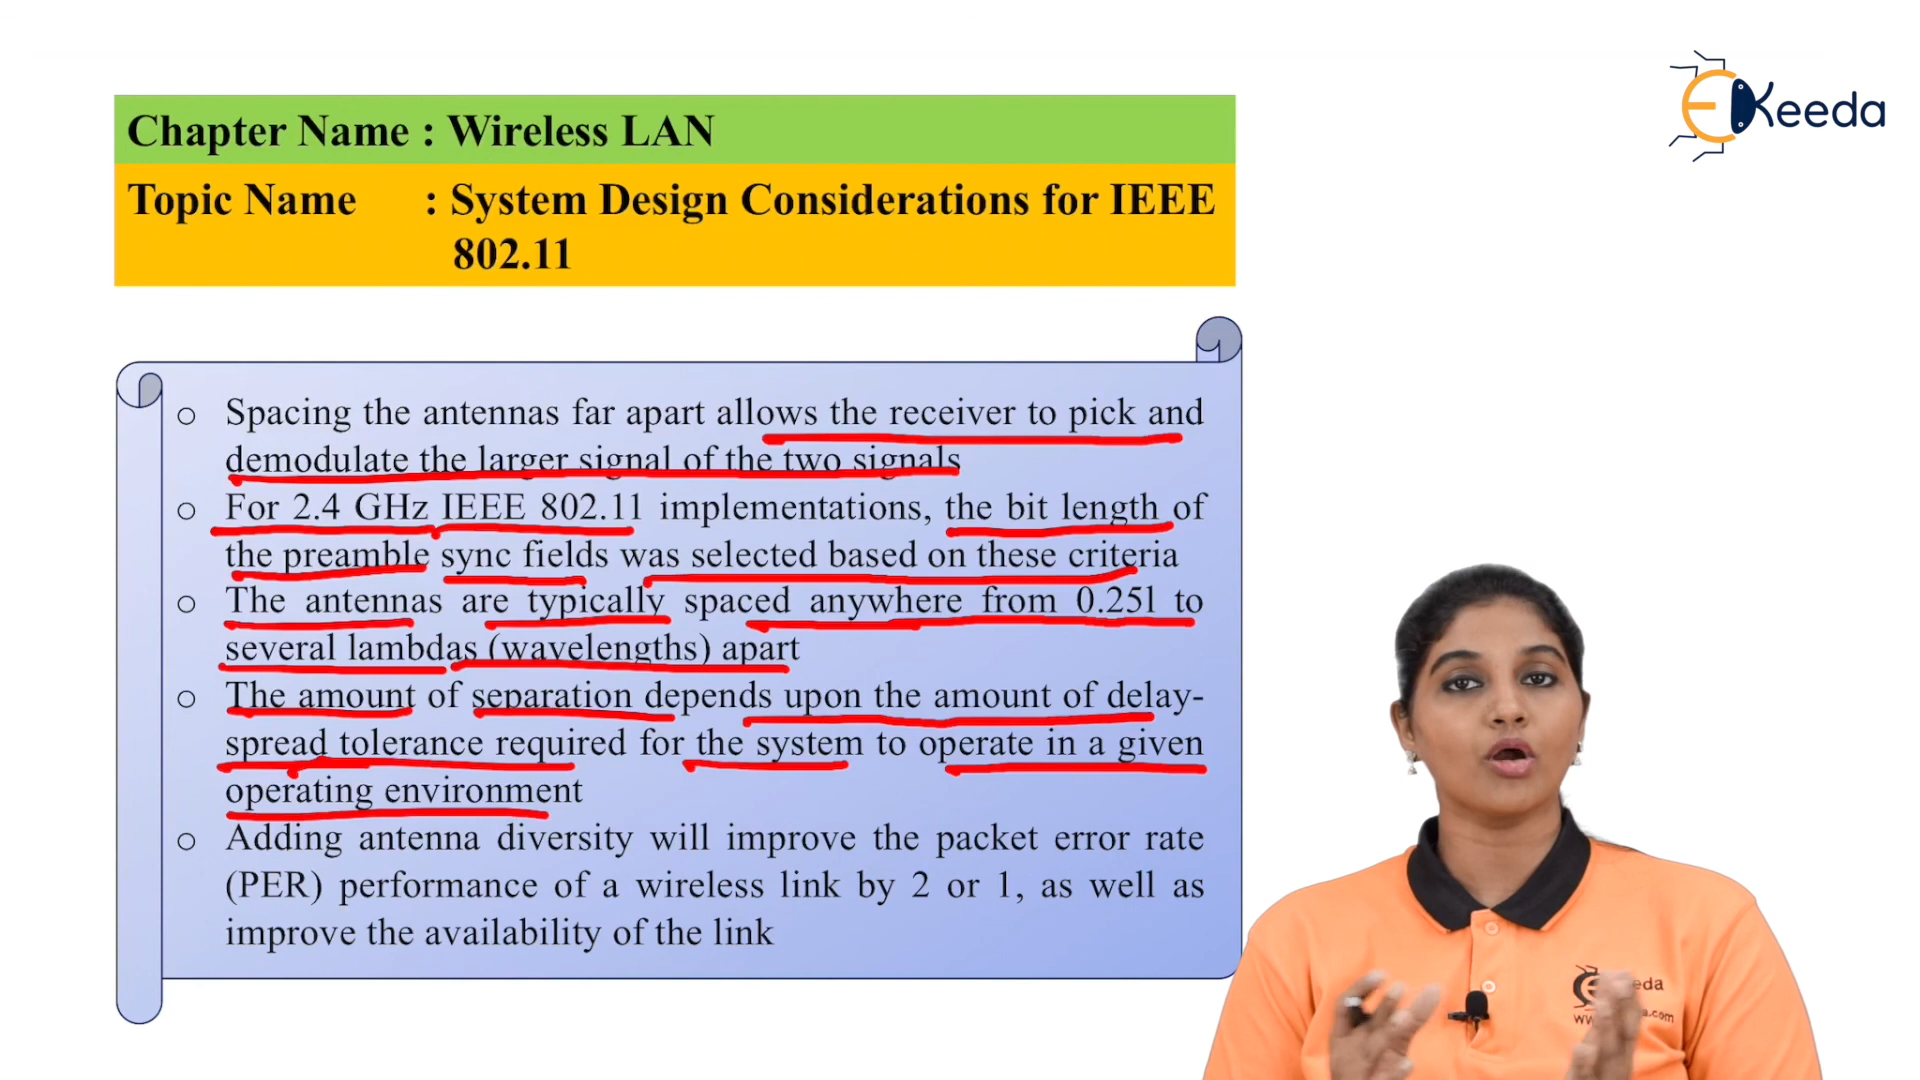 Keeda
Chapter Name : Wireless LAN
Topic Name : System Design Considerations for IEEE
802.11
o Spacing the antennas far apart allows the receiver to pick and
demodulate the larger signal of the two signals
o For 2.4 GHz IEEE 802.11 implementations, the bit length of
the preamble sync fields was selected based on these criteria
o The antennas are typically spaced anywhere from 0.25l to
several lambdas (wavelengths) apart
o The amount of separation depends upon the amount of delay-
spread tolerance required for the system to operate in a given
operating environment
o Adding antenna diversity will improve the packet error rate
(PER) performance of a wireless link by 2 or 1, as well as
improve the availability of the link